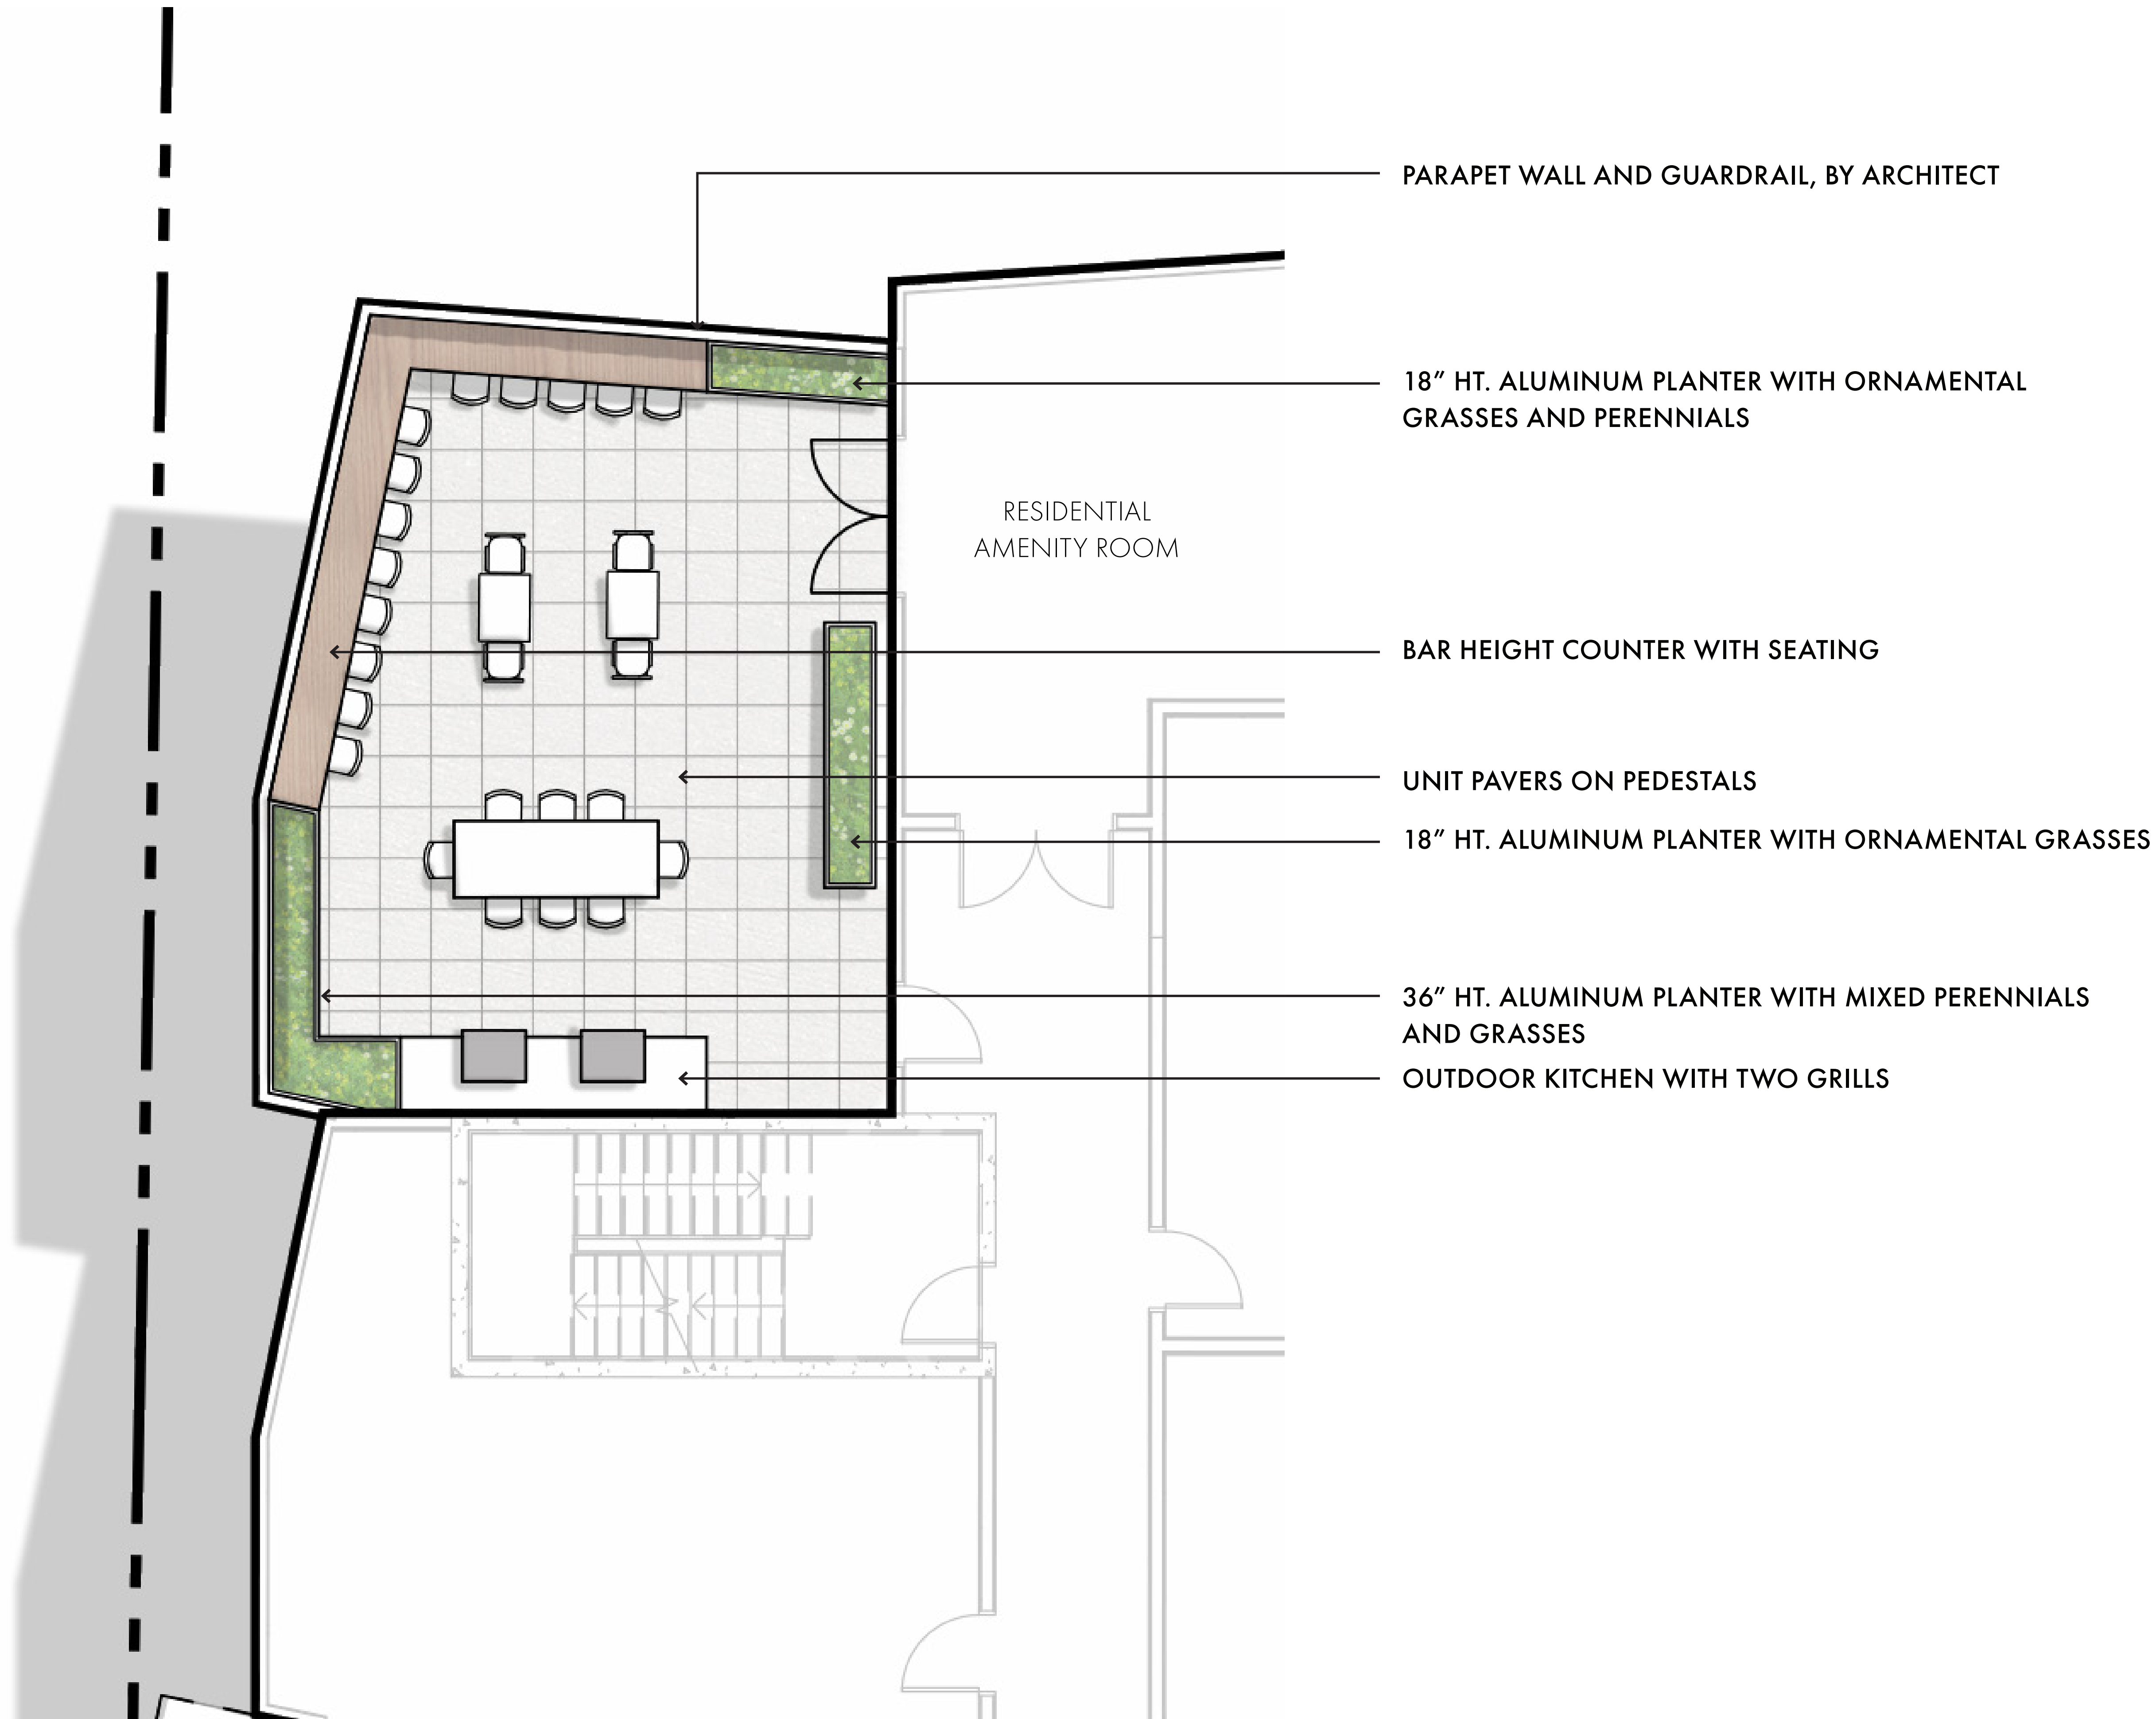 PARAPET WALL AND GUARDRAIL, BY ARCHITECT
18” HT. ALUMINUM PLANTER WITH ORNAMENTAL
GRASSES AND PERENNIALS
RESIDENTIAL
AMENITY ROOM
BAR HEIGHT COUNTER WITH SEATING
UNIT PAVERS ON PEDESTALS
18” HT. ALUMINUM PLANTER WITH ORNAMENTAL GRASSES
36” HT. ALUMINUM PLANTER WITH MIXED PERENNIALS
AND GRASSES
OUTDOOR KITCHEN WITH TWO GRILLS